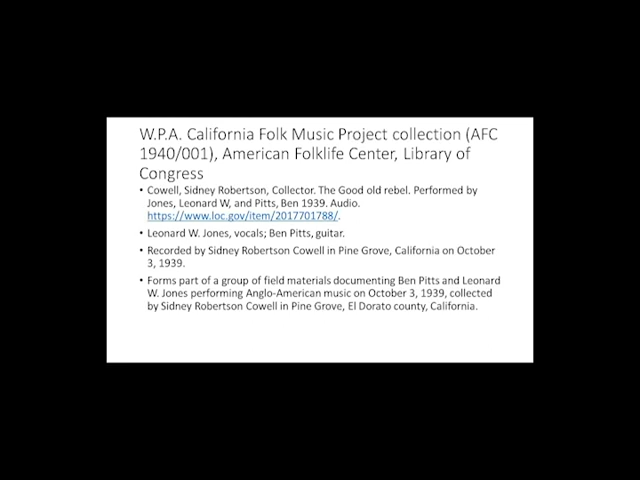 W.P.A. California Folk Music Project collection (AFC
1940/001), American Folklife Center, Library of
Congress
• Cowell, Sidney Robertson, Collector. The Good old rebel. Performed by
Jones, Leonard W, and Pitts, Ben 1939. Audio.
https://www.loc.gov/item/2017701788/.
• Leonard W. Jones, vocals; Ben Pitts, guitar.
• Recorded by Sidney Robertson Cowell in Pine Grove, California on October
3, 1939.
• Forms part of a group of field materials documenting Ben Pitts and Leonard
W. Jones performing Anglo-American music on October 3, 1939, collected
by Sidney Robertson Cowell in Pine Grove, El Dorato county, California.